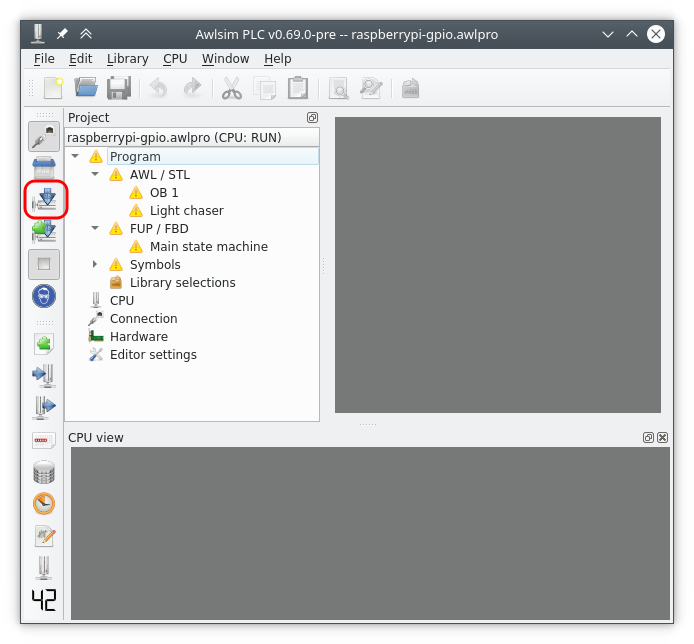 Awlsim PLC v0.69.0-pre -- raspberrypi-gpio.awlpro
File Edit Library CPU Window Help
Project
raspberrypi-gpio.awlpro (CPU: RUN)
Program
AWL / STL
OB 1
Light chaser
FUP / FBD
Main state machine
Symbols
Library selections
CPU
Connection
Hardware
Editor settings
CPU view
42